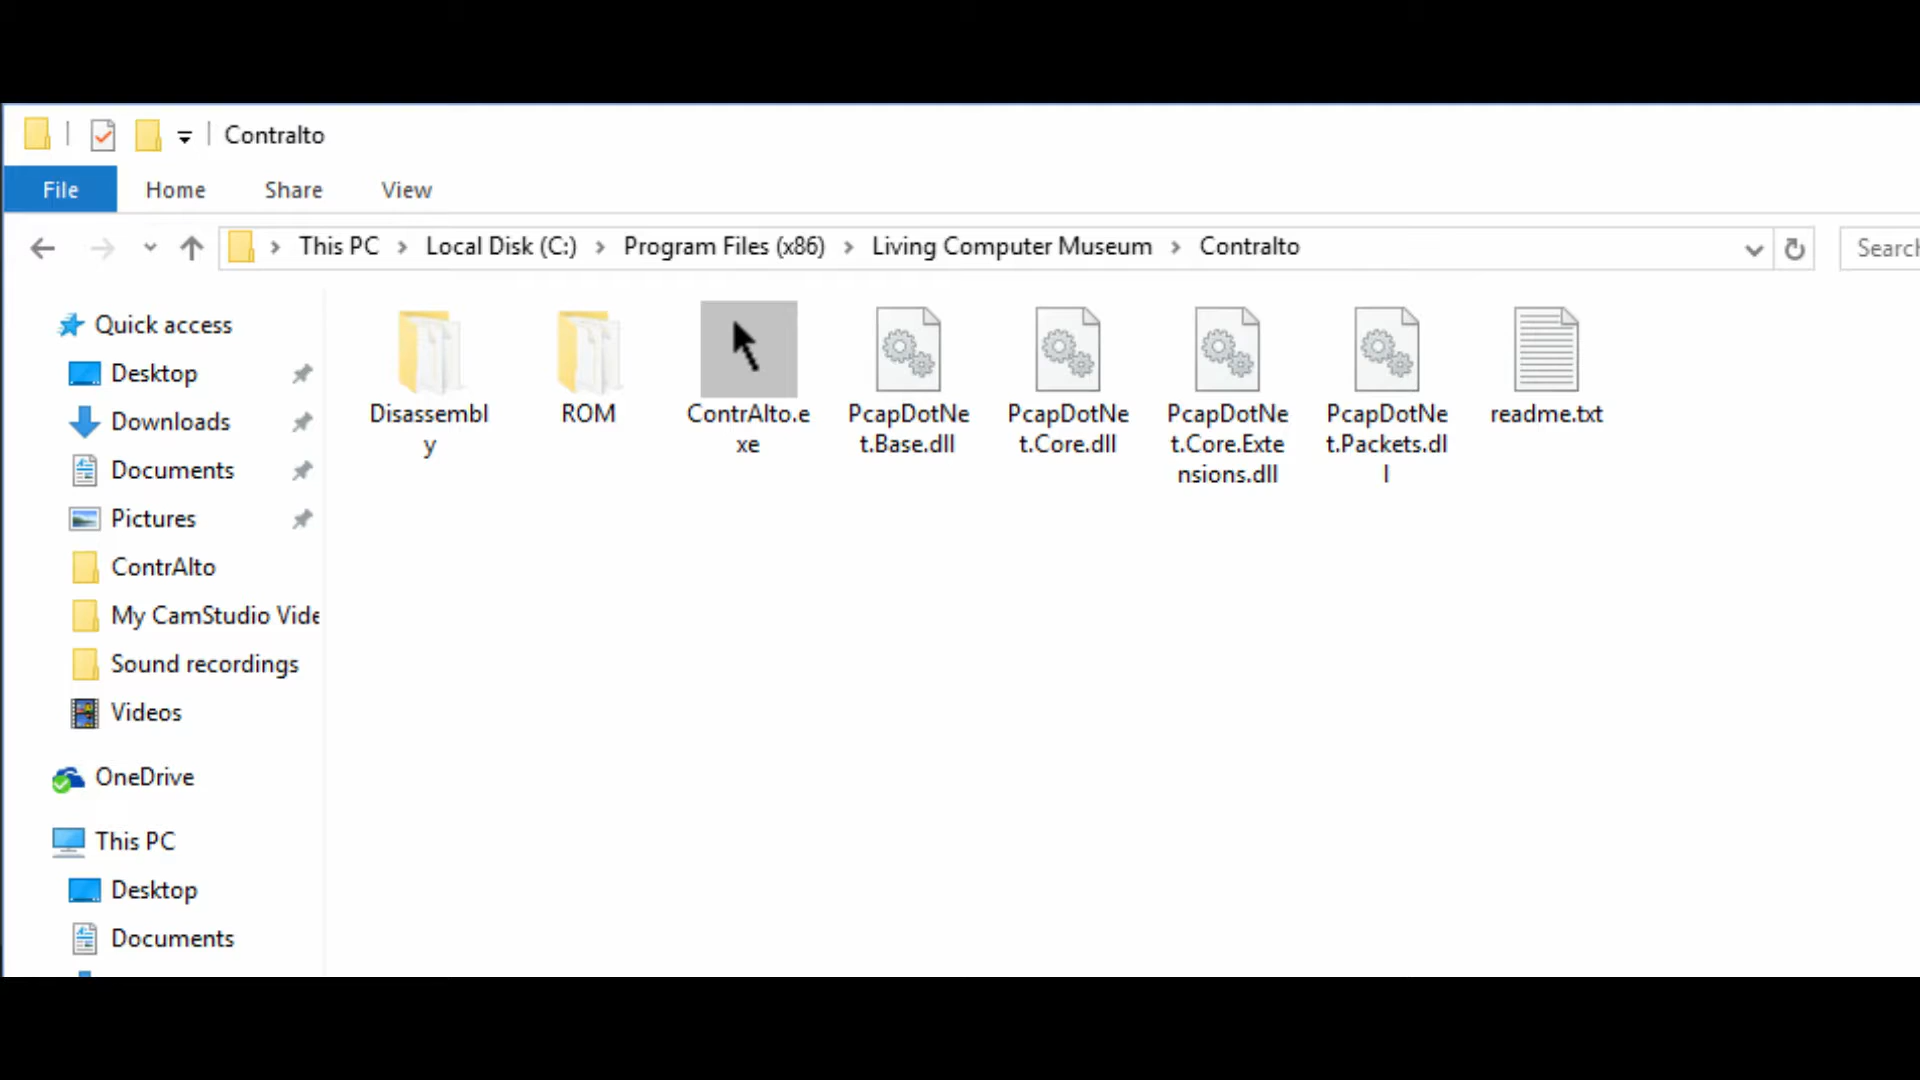 Contralto
File Home Share View
This PC Local Disk (C:) Program Files (x86) Living Computer Museum Contralto
Search
Quick access
Desktop
Downloads
Documents
Pictures
ContrAlto
My CamStudio Vide
Sound recordings
Videos
OneDrive
This PC
Desktop
Documents
Disassembl
y
ROM
ContrAlto.e
xe
PcapDotNe
t.Base.dll
PcapDotNe
t.Core.dll
PcapDotNe
t.Core.Exte
nsions.dll
PcapDotNe
t.Packets.dl
l
readme.txt